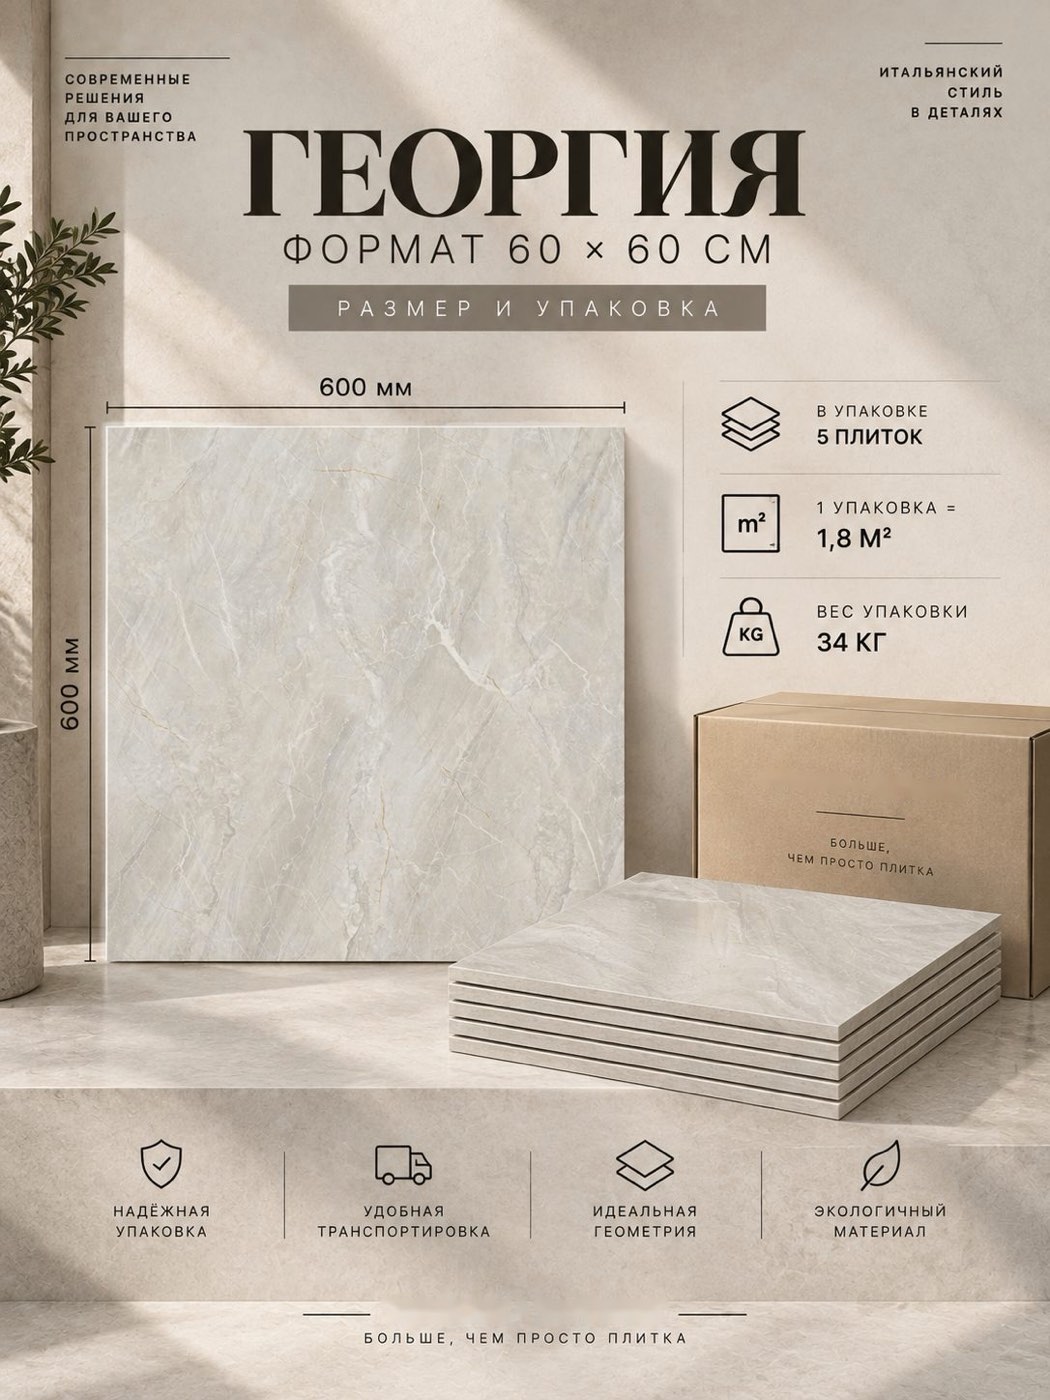 СОВРЕМЕННЫЕ
РЕШЕНИЯ
ДЛЯ ВАШЕГО
ПРОСТРАНСТВА
ИТАЛЬЯНСКИЙ
СТИЛЬ
В ДЕТАЛЯХ
ГЕОРГИЯ
ФОРМАТ 60 × 60 СМ
РАЗМЕР И УПАКОВКА
600 мм
600 мм
В УПАКОВКЕ
5 ПЛИТОК
m²
1 УПАКОВКА =
1,8 М²
KG
ВЕС УПАКОВКИ
34 КГ
БОЛЬШЕ,
ЧЕМ ПРОСТО ПЛИТКА
НАДЁЖНАЯ
УПАКОВКА
УДОБНАЯ
ТРАНСПОРТИРОВКА
ИДЕАЛЬНАЯ
ГЕОМЕТРИЯ
ЭКОЛОГИЧНЫЙ
МАТЕРИАЛ
БОЛЬШЕ, ЧЕМ ПРОСТО ПЛИТКА